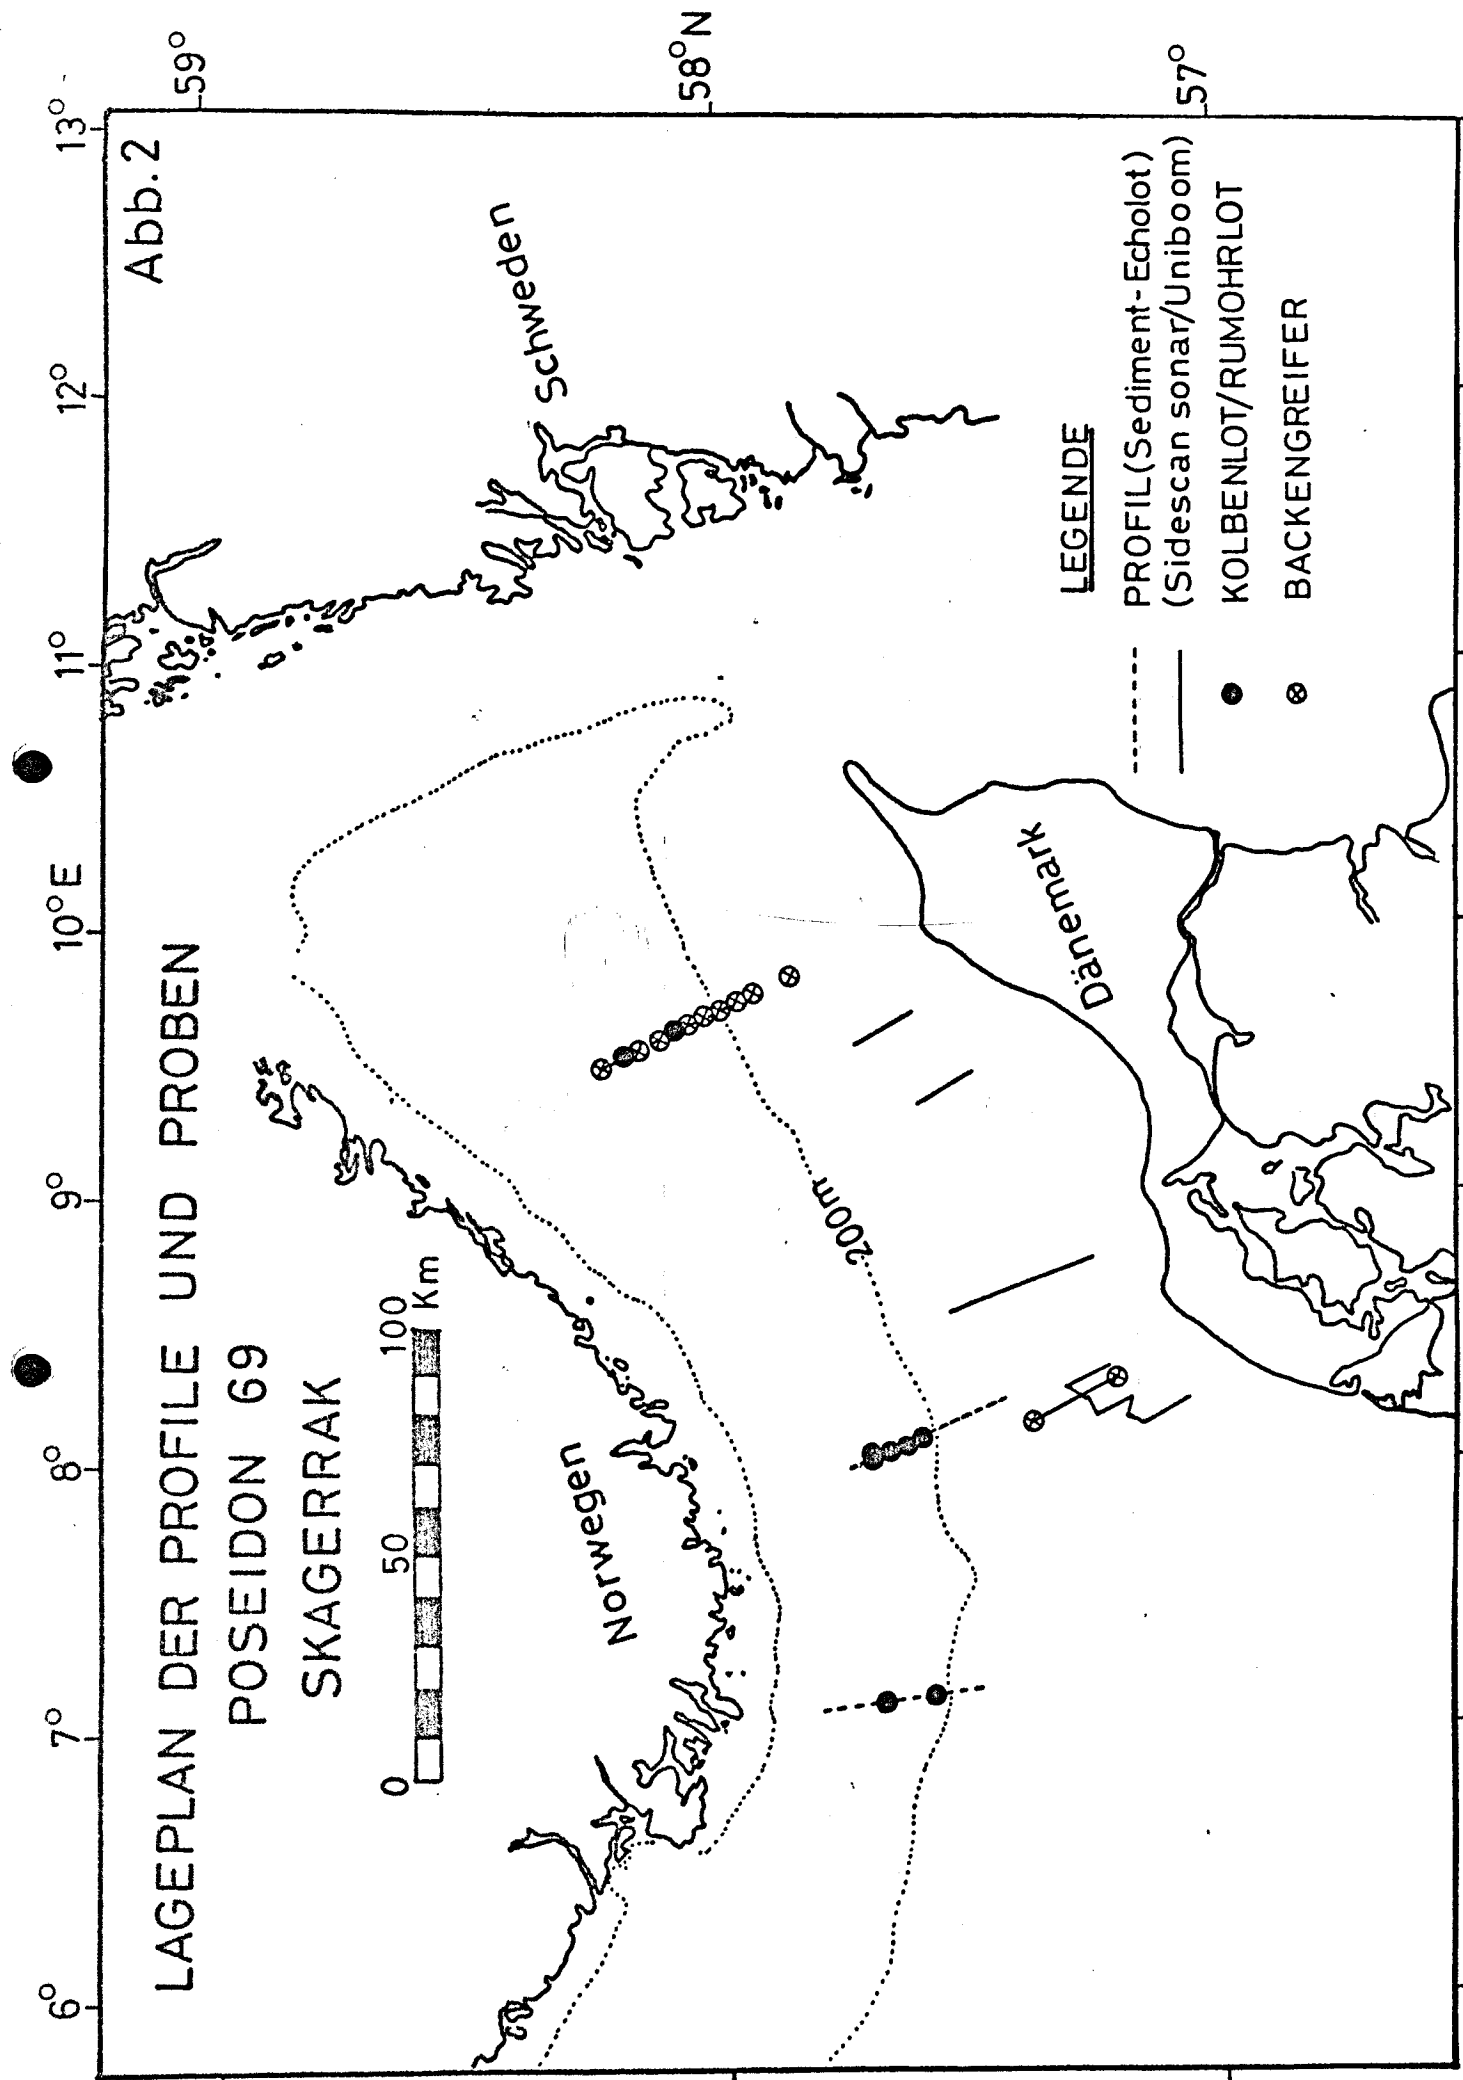 6° 7° 8° 9° 10°E 11° 12° 13°
Abb. 2
LAGEPLAN DER PROFILE UND PROBEN
POSEIDON 69
SKAGERRAK
0 50 100 Km
59°
58°N
57°
Norwegen
Schweden
Dänemark
200m
LEGENDE
PROFIL (Sediment-Echolot)
(Sidescan sonar/Uniboom)
KOLBENLOT/RUMOHRLOT
BACKENGREIFER